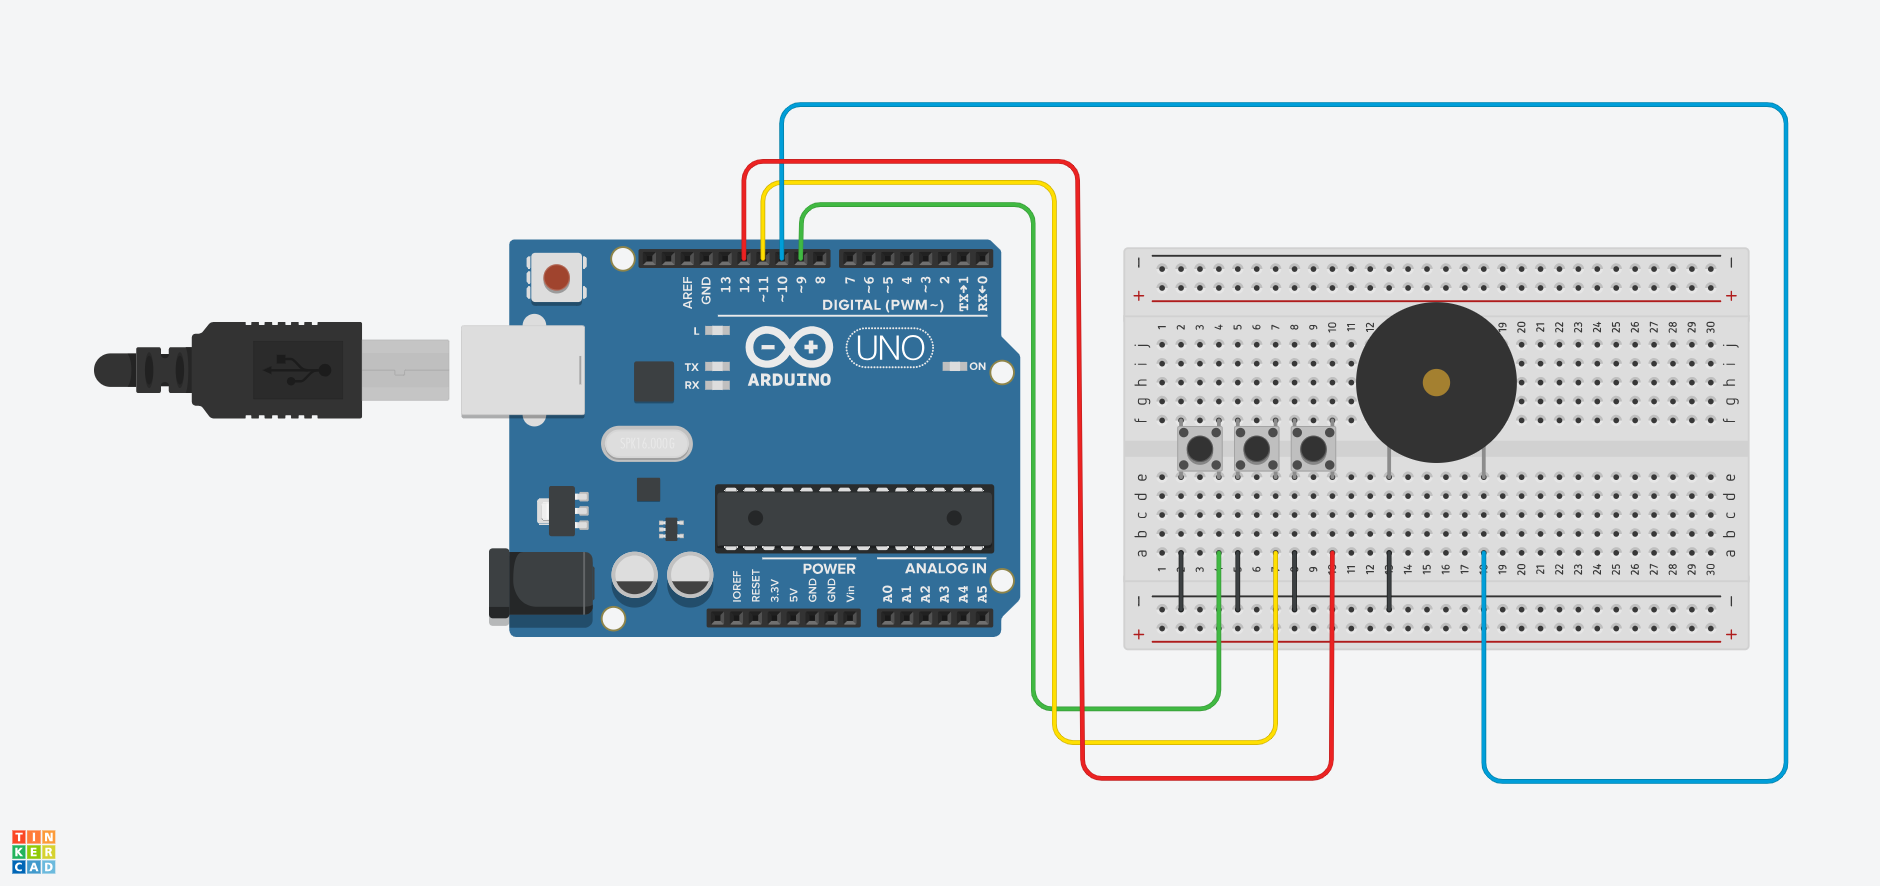 AREF
GND
13
12
~11
~10
~9
8
7
~6
~5
4
~3
2
TX→1
RX←0
DIGITAL (PWM~)
L
TX
RX
ARDUINO
UNO
ON
POWER
ANALOG IN
IOREF
RESET
3.3V
5V
GND
GND
Vin
A0
A1
A2
A3
A4
A5
− −
+ +
1 2 3 4 5 6 7 8 9 10 11 12 19 20 21 22 23 24 25 26 27 28 29 30
j j
i i
h h
g g
f f
e e
d d
c c
b b
a a
1 2 3 4 5 6 7 8 9 10 11 12 13 14 15 16 17 18 19 20 21 22 23 24 25 26 27 28 29 30
− −
+ +
TIN
KER
CAD